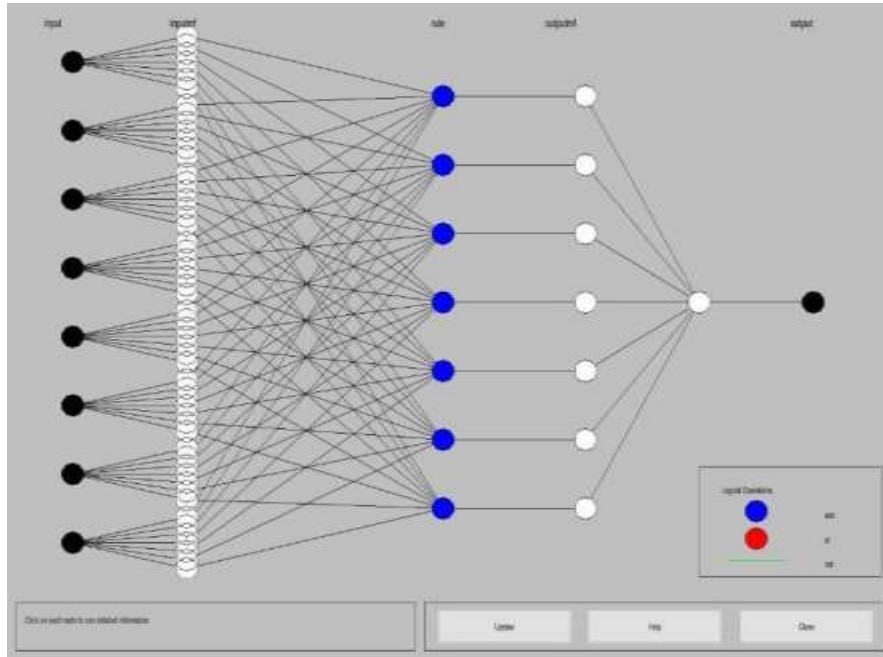 input inputmf rule outputmf output
Logical Operations
and
or
not
Click on each node to see detailed information
Update Help Close